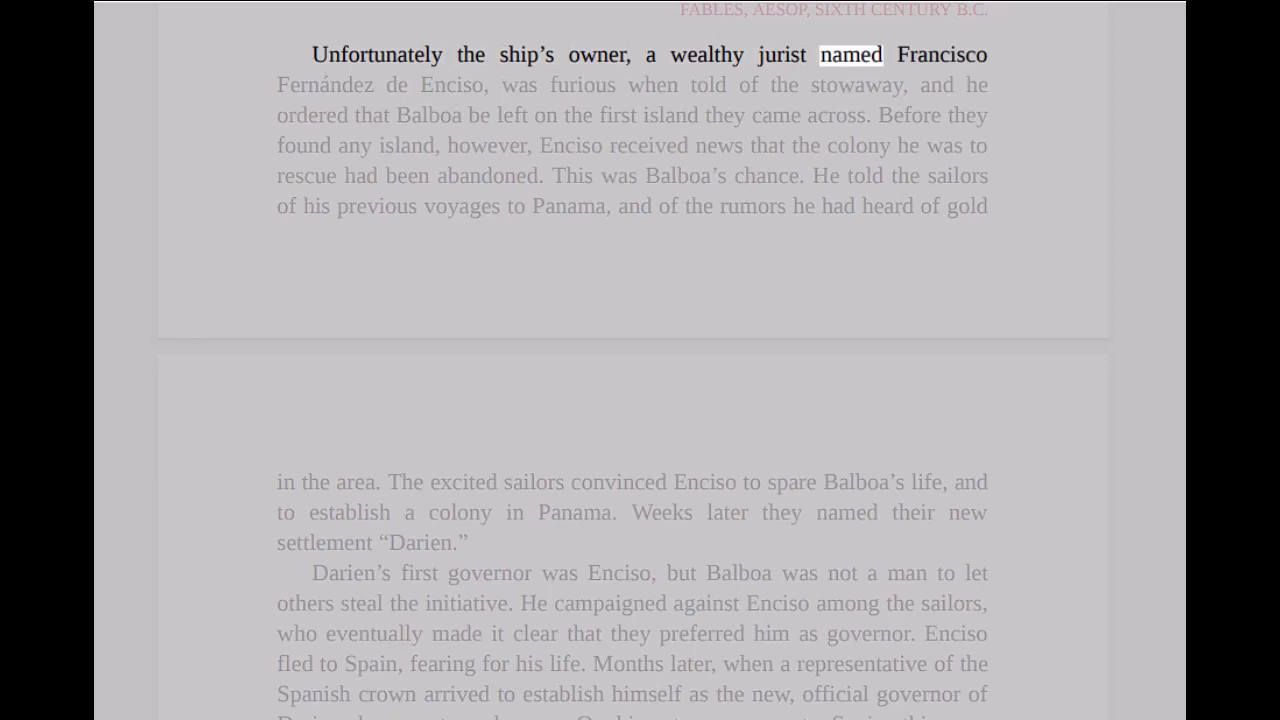 FABLES, AESOP, SIXTH CENTURY B.C.
Unfortunately the ship’s owner, a wealthy jurist named Francisco
Fernández de Enciso, was furious when told of the stowaway, and he
ordered that Balboa be left on the first island they came across. Before they
found any island, however, Enciso received news that the colony he was to
rescue had been abandoned. This was Balboa’s chance. He told the sailors
of his previous voyages to Panama, and of the rumors he had heard of gold
in the area. The excited sailors convinced Enciso to spare Balboa’s life, and
to establish a colony in Panama. Weeks later they named their new
settlement “Darien.”
Darien’s first governor was Enciso, but Balboa was not a man to let
others steal the initiative. He campaigned against Enciso among the sailors,
who eventually made it clear that they preferred him as governor. Enciso
fled to Spain, fearing for his life. Months later, when a representative of the
Spanish crown arrived to establish himself as the new, official governor of